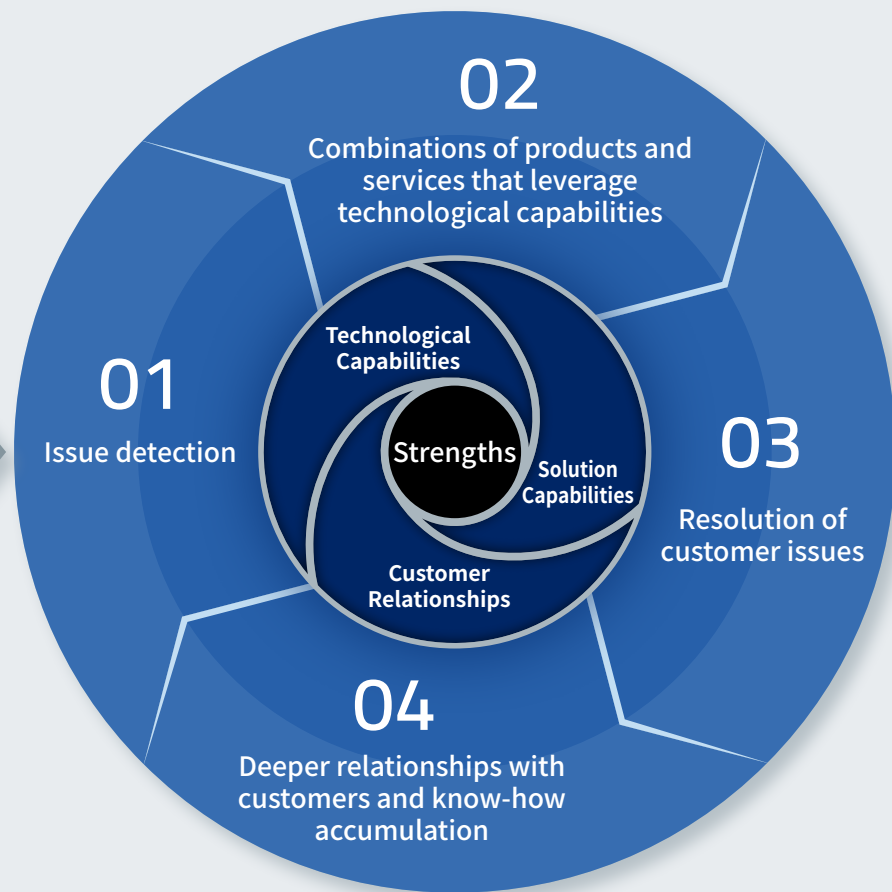 02
Combinations of products and
services that leverage
technological capabilities
01
Issue detection
03
Resolution of
customer issues
04
Deeper relationships with
customers and know-how
accumulation
Technological
Capabilities
Strengths
Solution
Capabilities
Customer
Relationships